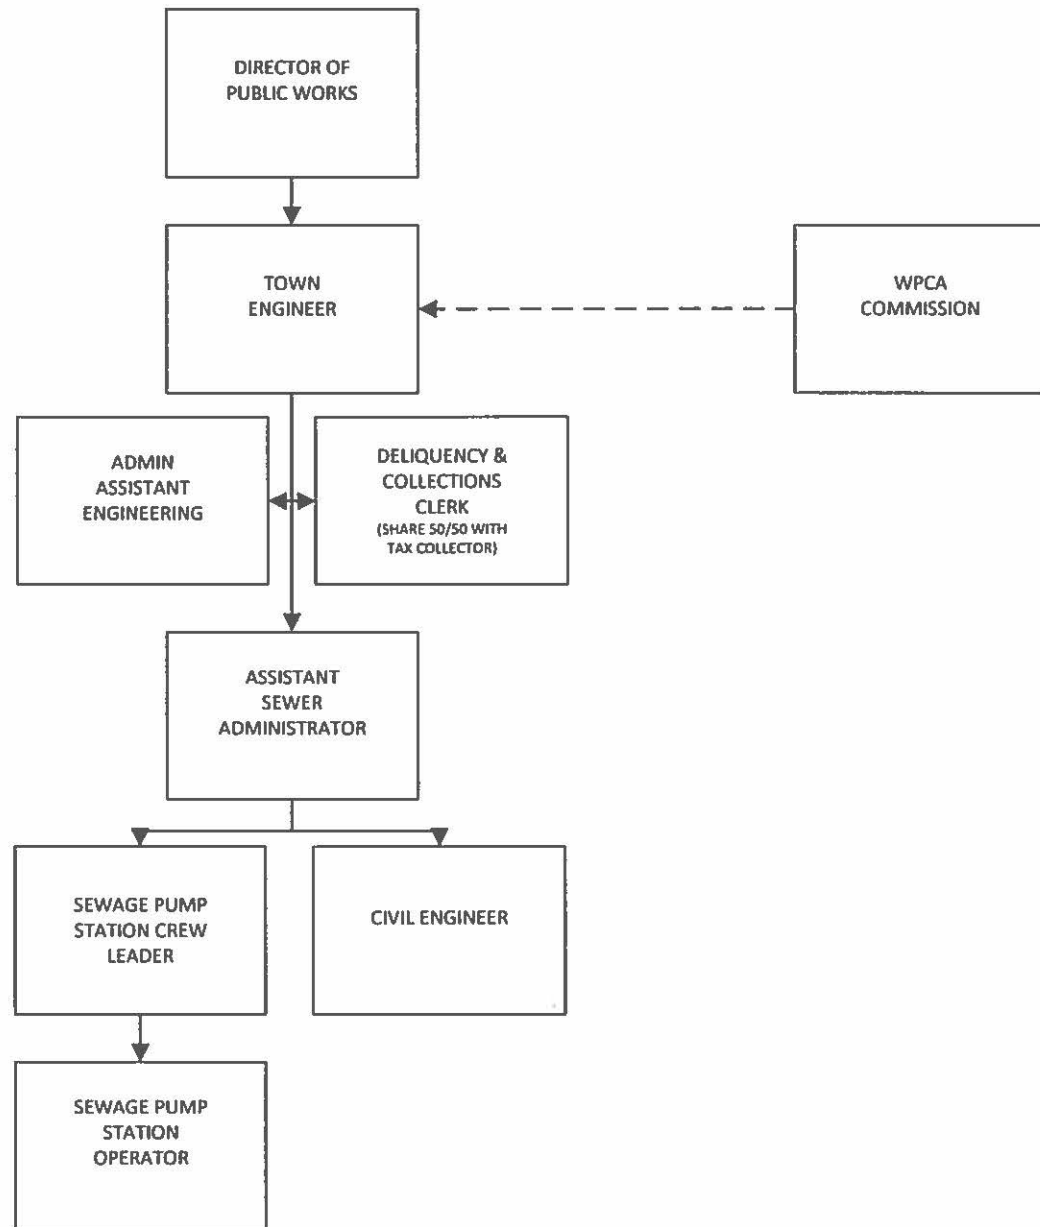 DIRECTOR OF
PUBLIC WORKS
TOWN
ENGINEER
WPCA
COMMISSION
ADMIN
ASSISTANT
ENGINEERING
DELIQUENCY &
COLLECTIONS
CLERK
(SHARE 50/50 WITH
TAX COLLECTOR)
ASSISTANT
SEWER
ADMINISTRATOR
SEWAGE PUMP
STATION CREW
LEADER
CIVIL ENGINEER
SEWAGE PUMP
STATION
OPERATOR